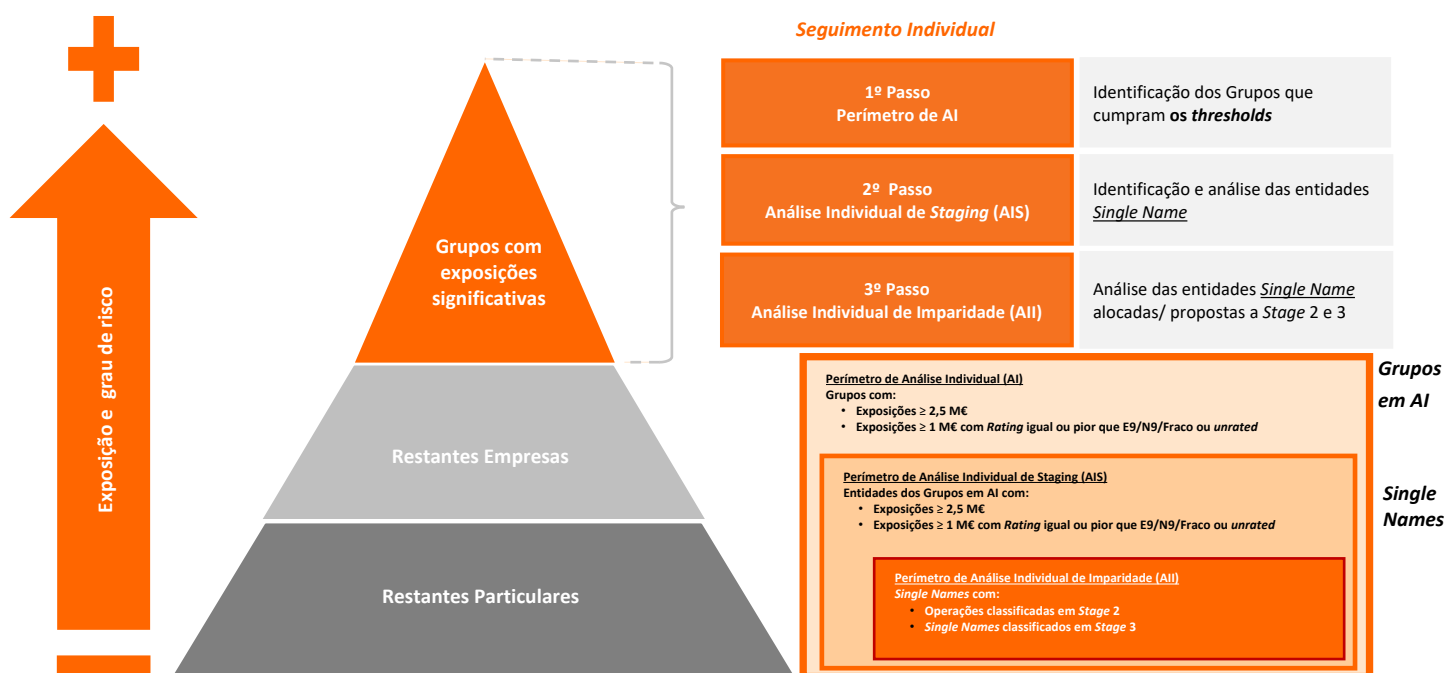 Seguimento Individual
Exposição e grau de risco
Grupos com
exposições
significativas
Restantes Empresas
Restantes Particulares
1º Passo
Perímetro de AI
Identificação dos Grupos que
cumpram os thresholds
2º Passo
Análise Individual de Staging (AIS)
Identificação e análise das entidades
Single Name
3º Passo
Análise Individual de Imparidade (AII)
Análise das entidades Single Name
alocadas/ propostas a Stage 2 e 3
Grupos
em AI
Perímetro de Análise Individual (AI)
Grupos com:
• Exposições ≥ 2,5 M€
• Exposições ≥ 1 M€ com Rating igual ou pior que E9/N9/Fraco ou unrated
Single
Names
Perímetro de Análise Individual de Staging (AIS)
Entidades dos Grupos em AI com:
• Exposições ≥ 2,5 M€
• Exposições ≥ 1 M€ com Rating igual ou pior que E9/N9/Fraco ou unrated
Perímetro de Análise Individual de Imparidade (AII)
Single Names com:
• Operações classificadas em Stage 2
• Single Names classificados em Stage 3